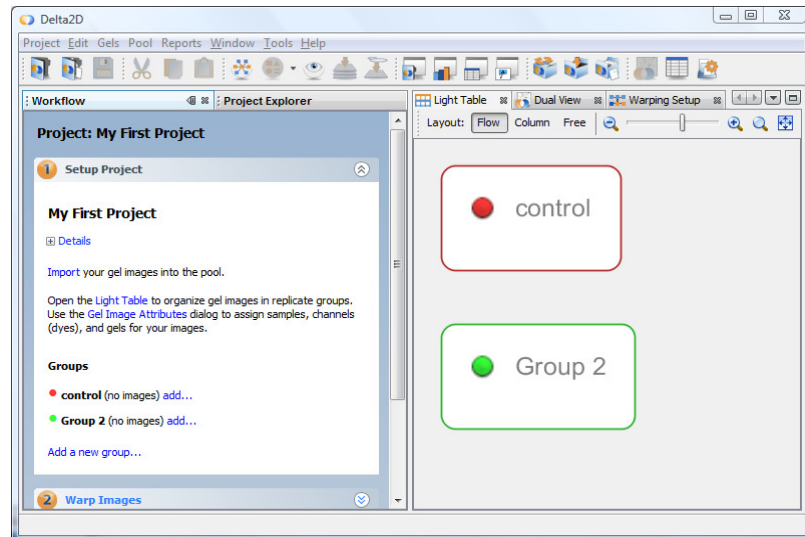 Delta2D
Project Edit Gels Pool Reports Window Tools Help
Workflow
Project Explorer
Project: My First Project
1 Setup Project
My First Project
Details
Import your gel images into the pool.
Open the Light Table to organize gel images in replicate groups.
Use the Gel Image Attributes dialog to assign samples, channels
(dyes), and gels for your images.
Groups
control (no images) add...
Group 2 (no images) add...
Add a new group...
2 Warp Images
Light Table
Dual View
Warping Setup
Layout: Flow Column Free
control
Group 2